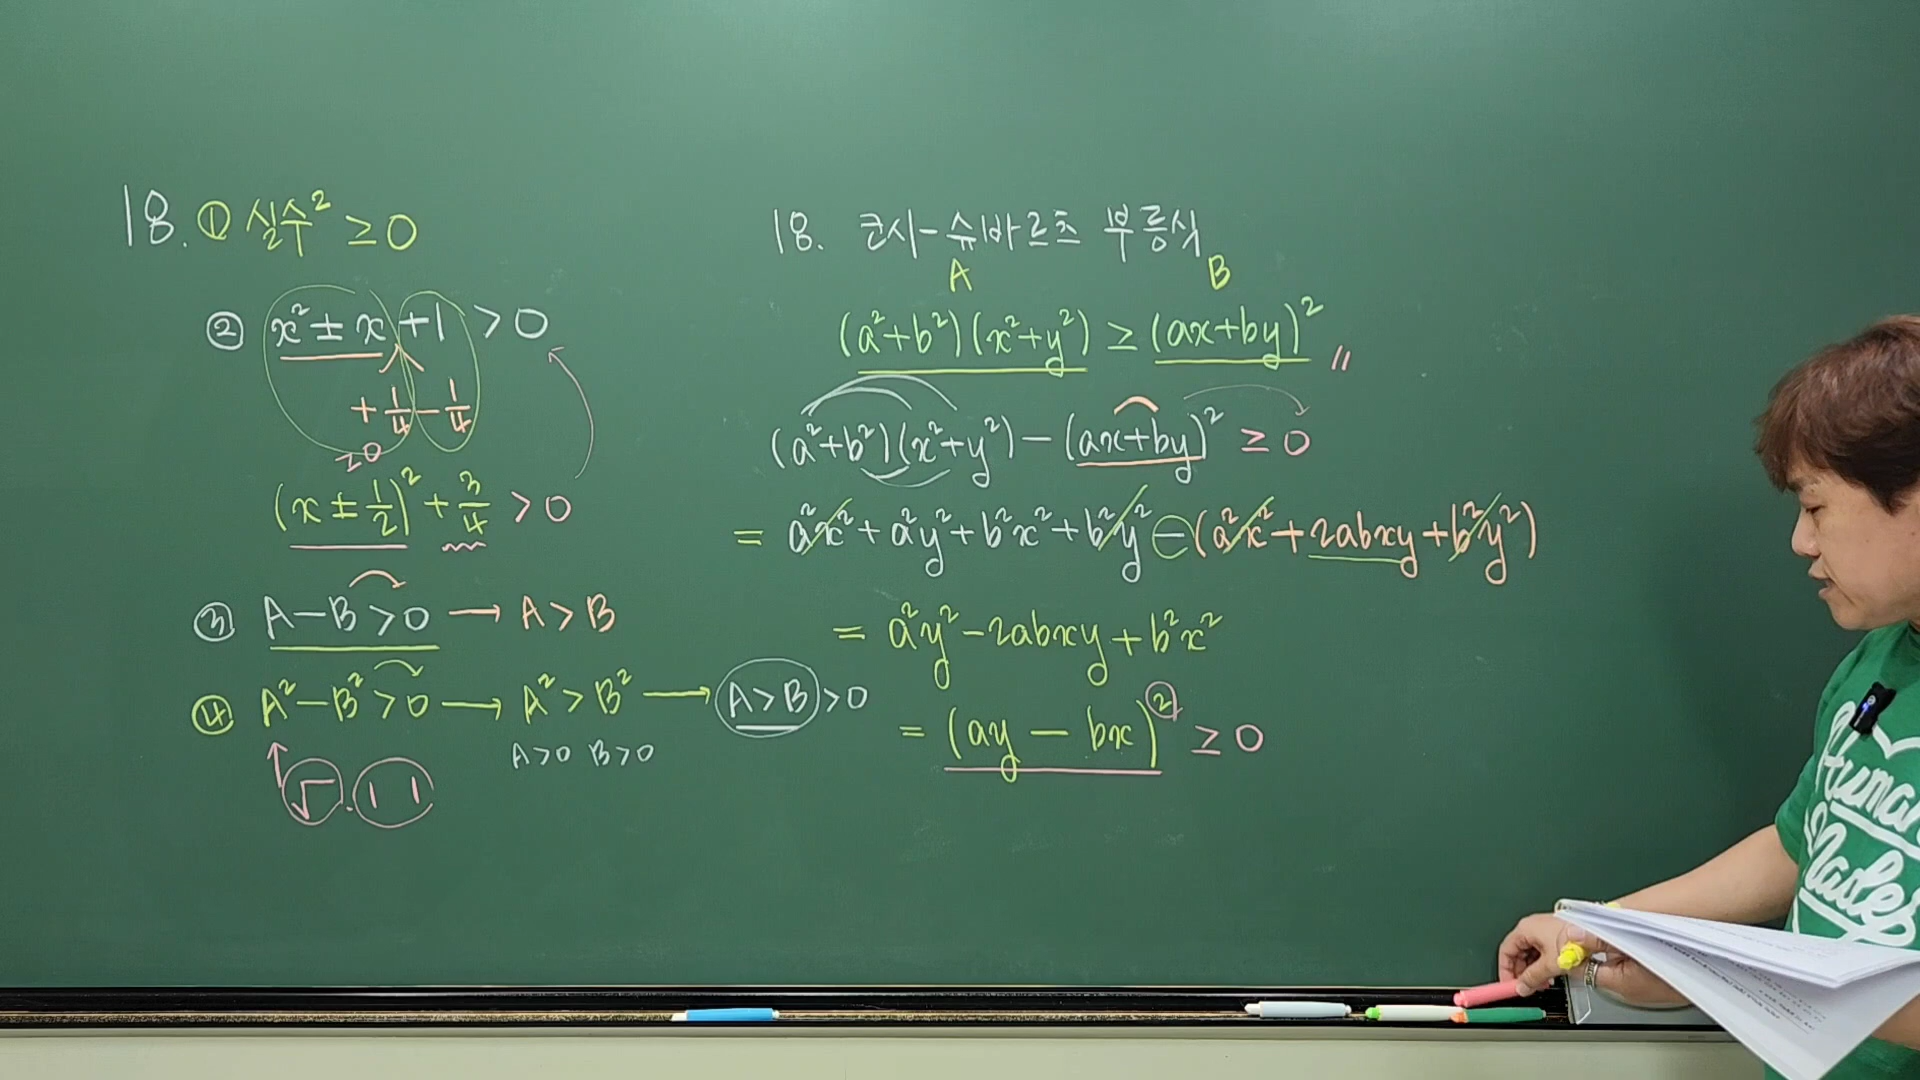 18. ① 실수² ≥ 0
② x² ± x + 1 > 0
+ 1/4 - 1/4
≥0
(x ± 1/2)² + 3/4 > 0
③ A - B > 0 → A > B
④ A² - B² > 0 → A² > B² → A > B > 0
A > 0 B > 0
√ . | |
18. 코시-슈바르츠 부등식
A B
(a² + b²)(x² + y²) ≥ (ax + by)²
(a² + b²)(x² + y²) - (ax + by)² ≥ 0
= a²x² + a²y² + b²x² + b²y² - (a²x² + 2abxy + b²y²)
= a²y² - 2abxy + b²x²
= (ay - bx)² ≥ 0
Human
Made